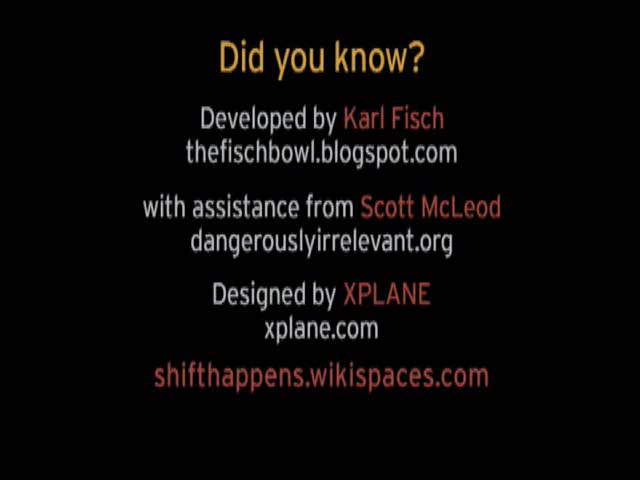 Did you know?
Developed by Karl Fisch
thefischbowl.blogspot.com
with assistance from Scott McLeod
dangerouslyirrelevant.org
Designed by XPLANE
xplane.com
shifthappens.wikispaces.com